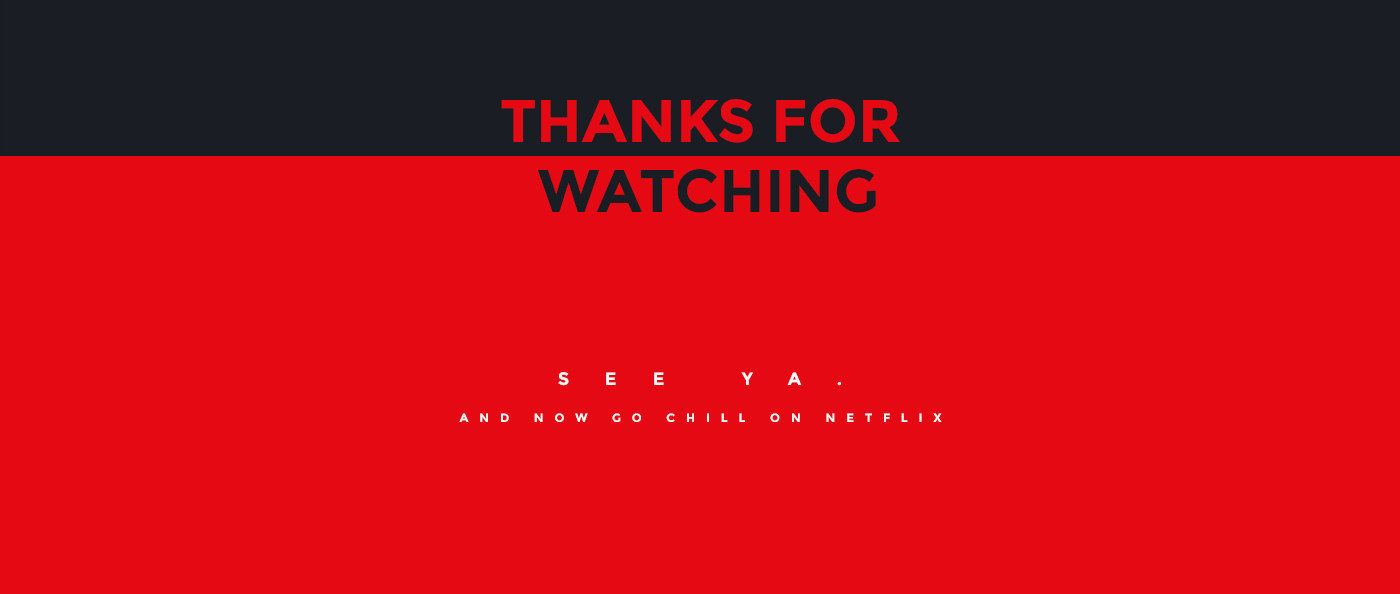 THANKS FOR
WATCHING
SEE YA.
AND NOW GO CHILL ON NETFLIX